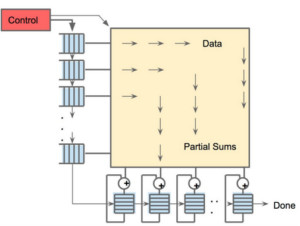 Control
Data
Partial Sums
+ + + +
Done